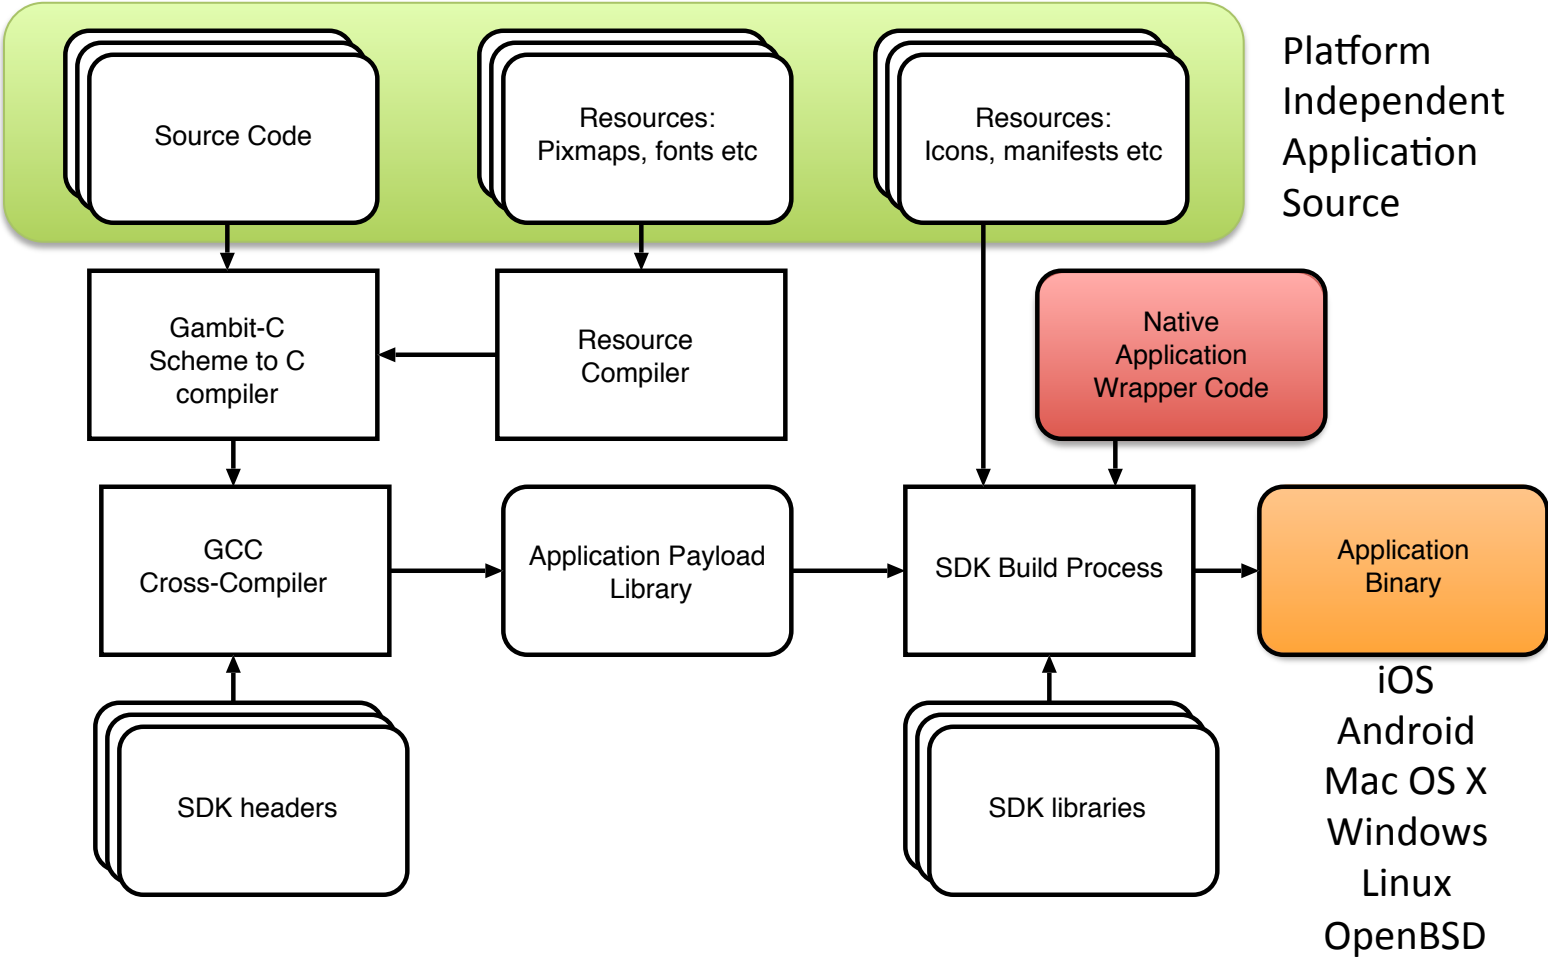 Source Code
Resources:
Pixmaps, fonts etc
Resources:
Icons, manifests etc
Platform
Independent
Application
Source
Gambit-C
Scheme to C
compiler
Resource
Compiler
Native
Application
Wrapper Code
GCC
Cross-Compiler
Application Payload
Library
SDK Build Process
Application
Binary
SDK headers
SDK libraries
iOS
Android
Mac OS X
Windows
Linux
OpenBSD